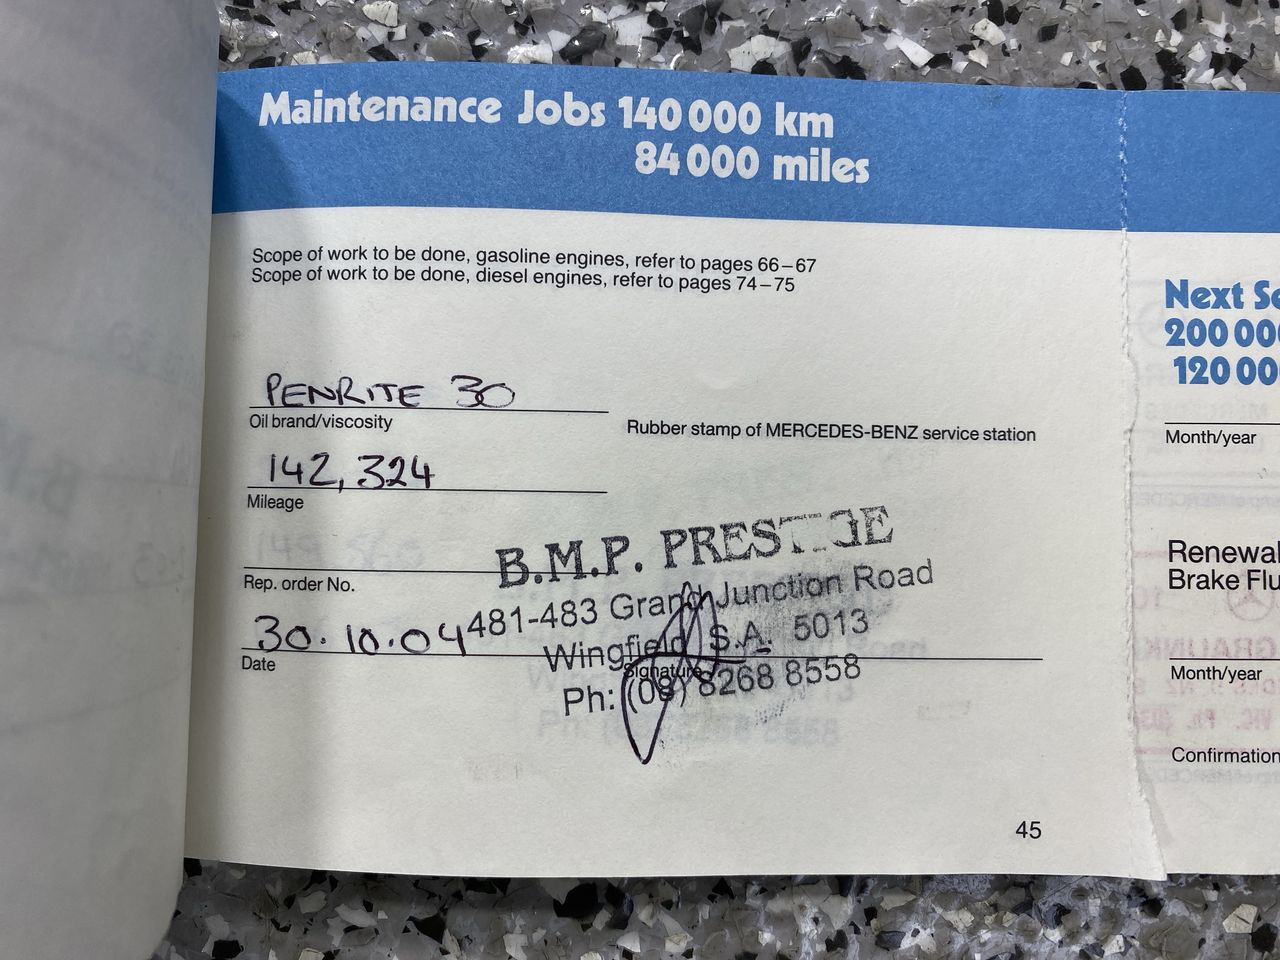 Maintenance Jobs 140 000 km
84 000 miles
Scope of work to be done, gasoline engines, refer to pages 66–67
Scope of work to be done, diesel engines, refer to pages 74–75
PENRITE 30
Oil brand/viscosity
Rubber stamp of MERCEDES-BENZ service station
142,324
Mileage
Rep. order No.
B.M.P. PRESTIGE
481-483 Grand Junction Road
Wingfield S.A. 5013
Ph: (08) 8268 8558
30.10.04
Date
Signature
45
Next
200 00
120 00
Month/year
Renewal
Brake
Month/year
Confirmation